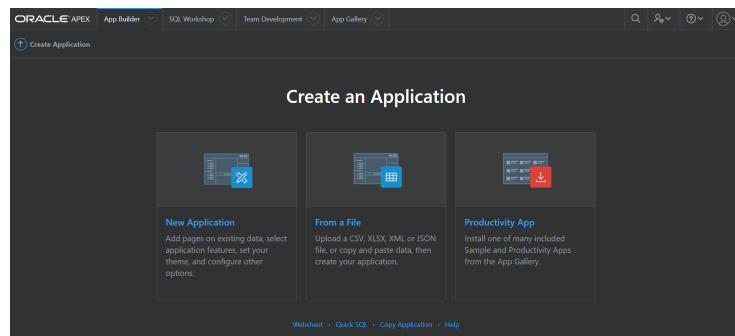 ORACLE APEX App Builder SQL Workshop Team Development App Gallery
Create Application
Create an Application
New Application
Add pages on existing data, select
application features, set your
theme, and configure other
options.
From a File
Upload a CSV, XLSX, XML or JSON
file, or copy and paste data, then
create your application.
Productivity App
Install one of many included
Sample and Productivity Apps
from the App Gallery.
Websheet • Quick SQL • Copy Application • Help